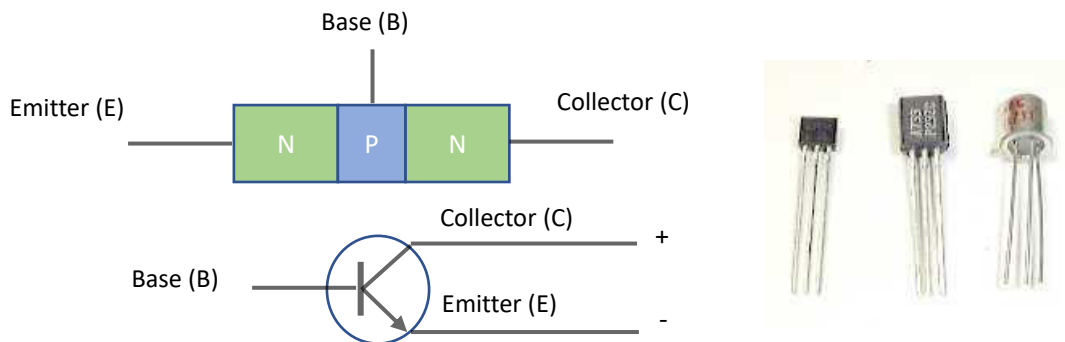 Base (B)
Emitter (E)
Collector (C)
N P N
Collector (C)
+
Base (B)
Emitter (E)
-